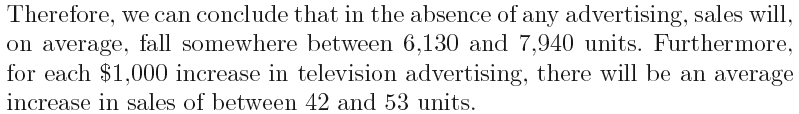 Therefore, we can conclude that in the absence of any advertising, sales will,
on average, fall somewhere between 6,130 and 7,940 units. Furthermore,
for each $1,000 increase in television advertising, there will be an average
increase in sales of between 42 and 53 units.